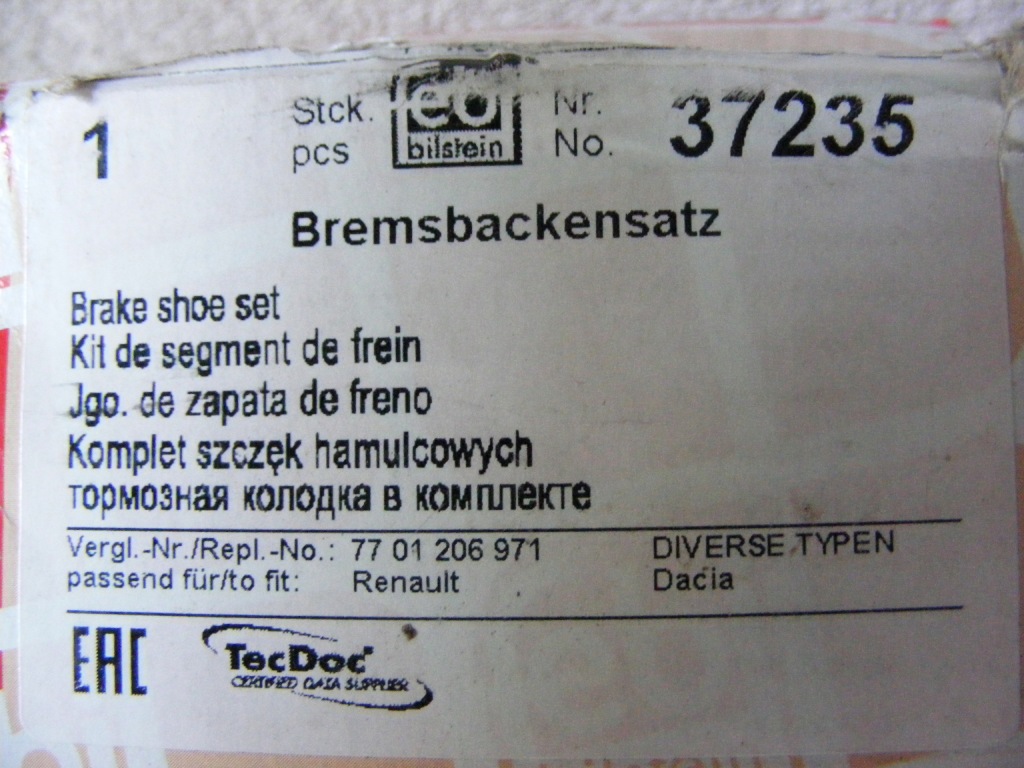 1 Stck. pcs bilstein Nr. No. 37235
Bremsbackensatz
Brake shoe set
Kit de segment de frein
Jgo. de zapata de freno
Komplet szczęk hamulcowych
тормозная колодка в комплекте
Vergl.-Nr./Repl.-No.: 77 01 206 971 DIVERSE TYPEN
passend für/to fit: Renault Dacia
EAC TecDoc
CERTIFIED DATA SUPPLIER